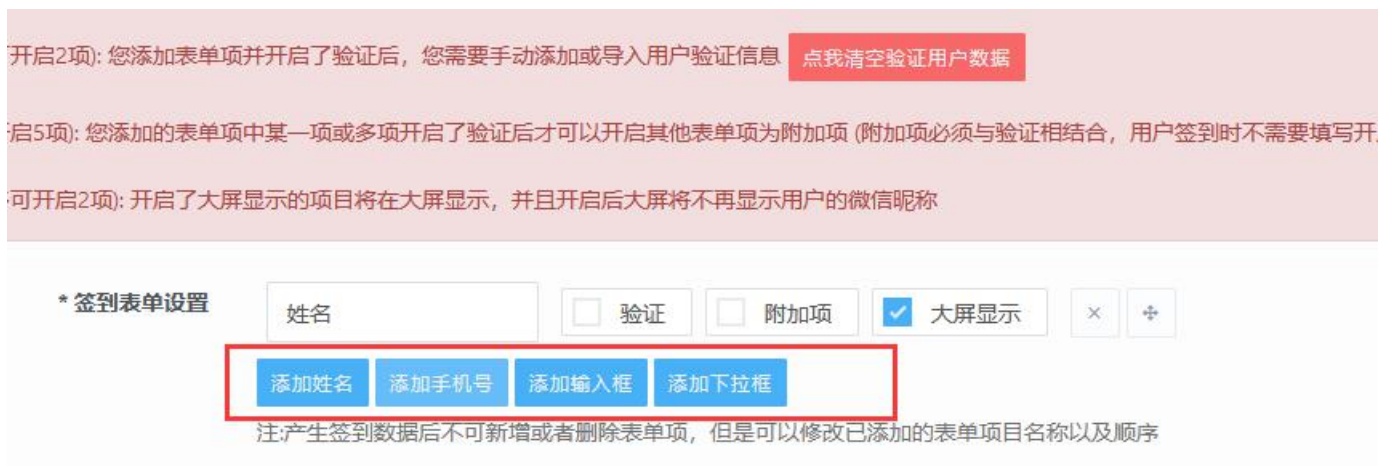 开启2项): 您添加表单项并开启了验证后，您需要手动添加或导入用户验证信息 点我清空验证用户数据
启5项): 您添加的表单项中某一项或多项开启了验证后才可以开启其他表单项为附加项 (附加项必须与验证相结合，用户签到时不需要填写开
可开启2项): 开启了大屏显示的项目将在大屏显示，并且开启后大屏将不再显示用户的微信昵称
* 签到表单设置 姓名 验证 附加项 大屏显示
添加姓名 添加手机号 添加输入框 添加下拉框
注:产生签到数据后不可新增或者删除表单项，但是可以修改已添加的表单项目名称以及顺序